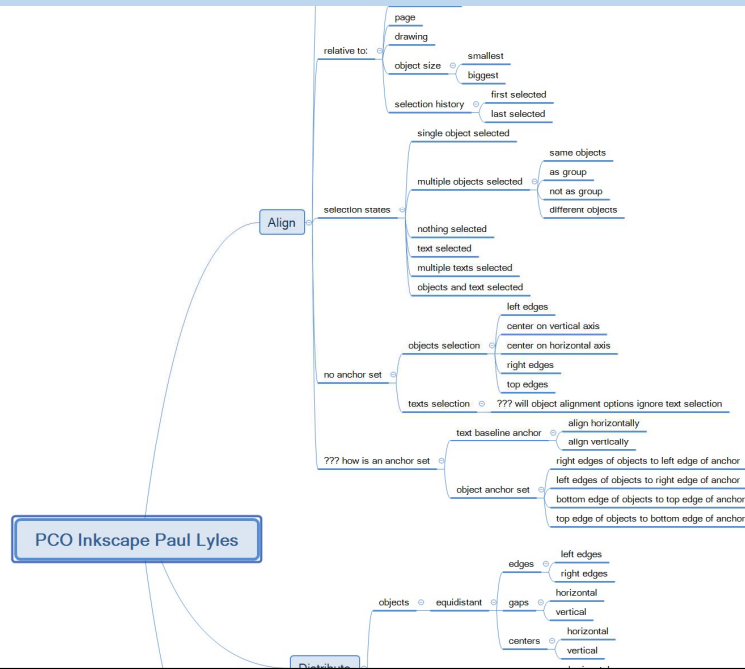 page
drawing
relative to:
object size
smallest
biggest
selection history
first selected
last selected
single object selected
multiple objects selected
same objects
as group
not as group
different objects
Align
selection states
nothing selected
text selected
multiple texts selected
objects and text selected
no anchor set
objects selection
left edges
center on vertical axis
center on horizontal axis
right edges
top edges
texts selection
??? will object alignment options ignore text selection
??? how is an anchor set
text baseline anchor
align horizontally
align vertically
object anchor set
right edges of objects to left edge of anchor
left edges of objects to right edge of anchor
bottom edge of objects to top edge of anchor
top edge of objects to bottom edge of anchor
PCO Inkscape Paul Lyles
objects
equidistant
edges
left edges
right edges
gaps
horizontal
vertical
centers
horizontal
vertical
Distribute